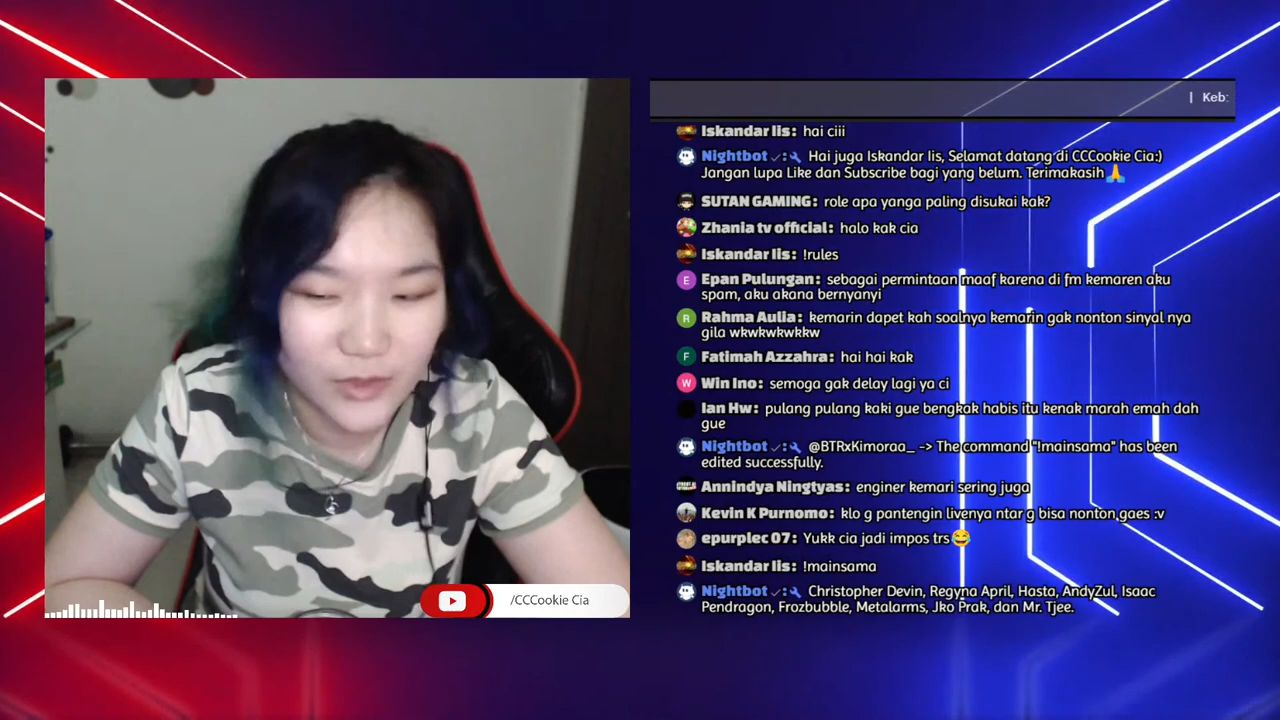 | Keb:
Iskandar Iis: hai ciii
Nightbot ✓:🔧 Hai juga Iskandar Iis, Selamat datang di CCCookie Cia:)
Jangan lupa Like dan Subscribe bagi yang belum. Terimakasih🙏
SUTAN GAMING: role apa yanga paling disukai kak?
Zhania tv official: halo kak cia
Iskandar Iis: !rules
E Epan Pulungan: sebagai permintaan maaf karena di fm kemaren aku
spam, aku akana bernyanyi
R Rahma Aulia: kemarin dapet kah soalnya kemarin gak nonton sinyal nya
gila wkwkwkwkkw
F Fatimah Azzahra: hai hai kak
W Win Ino: semoga gak delay lagi ya ci
Ian Hw: pulang pulang kaki gue bengkak habis itu kenak marah emah dah
gue
Nightbot ✓:🔧 @BTRxKimoraa_ -> The command "!mainsama" has been
edited successfully.
Annindya Ningtyas: enginer kemari sering juga
Kevin K Purnomo: klo g pantengin livenya ntar g bisa nonton gaes :v
epurplec 07: Yukk cia jadi impos trs😂
Iskandar Iis: !mainsama
Nightbot ✓:🔧 Christopher Devin, Regyna April, Hasta, AndyZul, Isaac
Pendragon, Frozbubble, Metalarms, Jko Prak, dan Mr. Tjee.
/CCCookie Cia